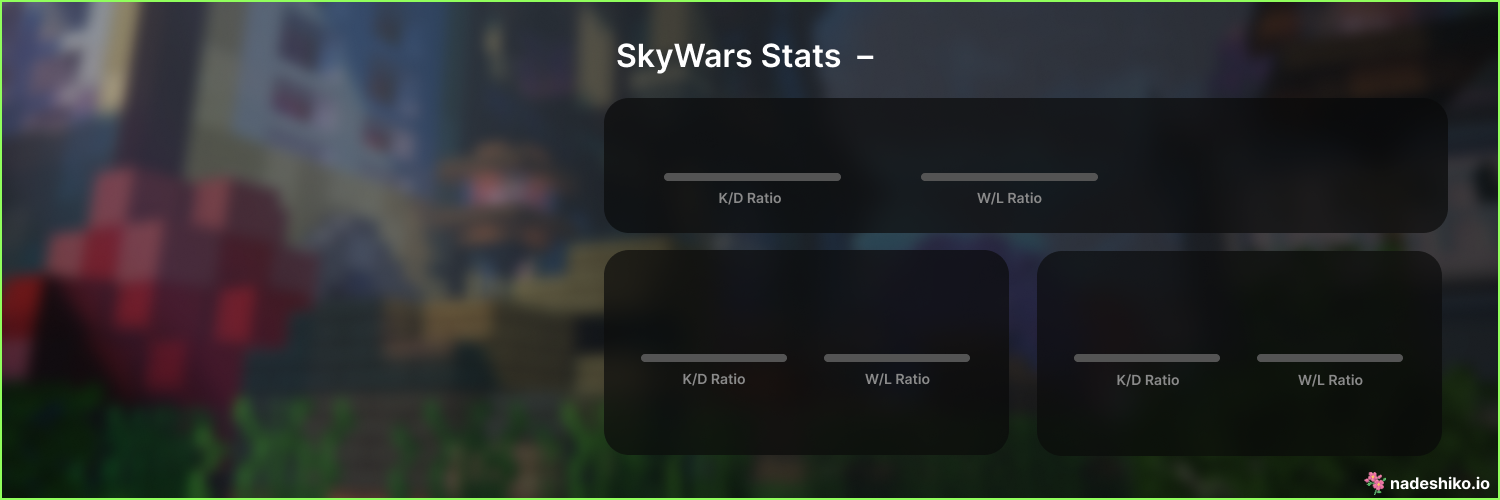 SkyWars Stats –
K/D Ratio W/L Ratio
K/D Ratio W/L Ratio K/D Ratio W/L Ratio
nadeshiko.io